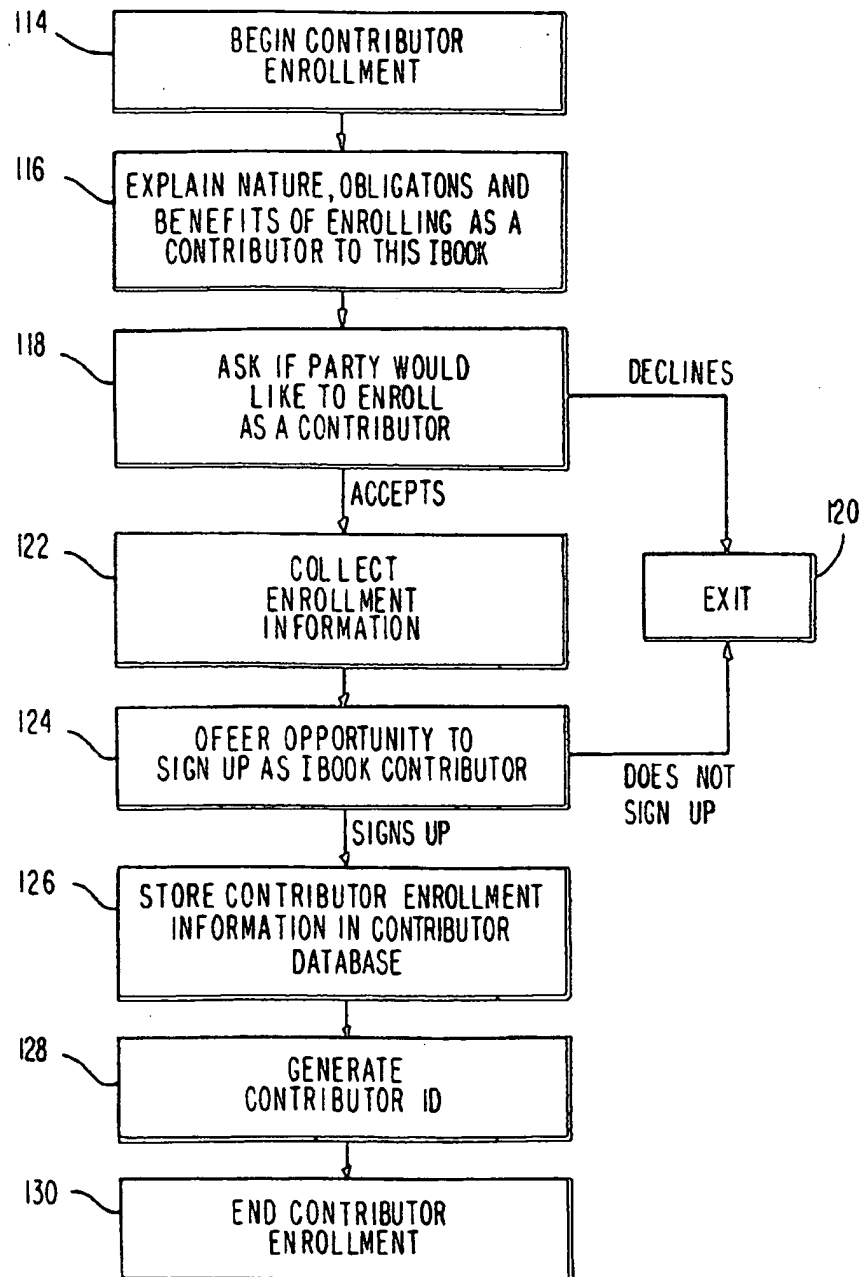 114
BEGIN CONTRIBUTOR
ENROLLMENT
116
EXPLAIN NATURE, OBLIGATONS AND
BENEFITS OF ENROLLING AS A
CONTRIBUTOR TO THIS IBOOK
118
ASK IF PARTY WOULD
LIKE TO ENROLL
AS A CONTRIBUTOR
DECLINES
ACCEPTS
120
EXIT
122
COLLECT
ENROLLMENT
INFORMATION
124
OFEER OPPORTUNITY TO
SIGN UP AS IBOOK CONTRIBUTOR
DOES NOT
SIGN UP
SIGNS UP
126
STORE CONTRIBUTOR ENROLLMENT
INFORMATION IN CONTRIBUTOR
DATABASE
128
GENERATE
CONTRIBUTOR ID
130
END CONTRIBUTOR
ENROLLMENT